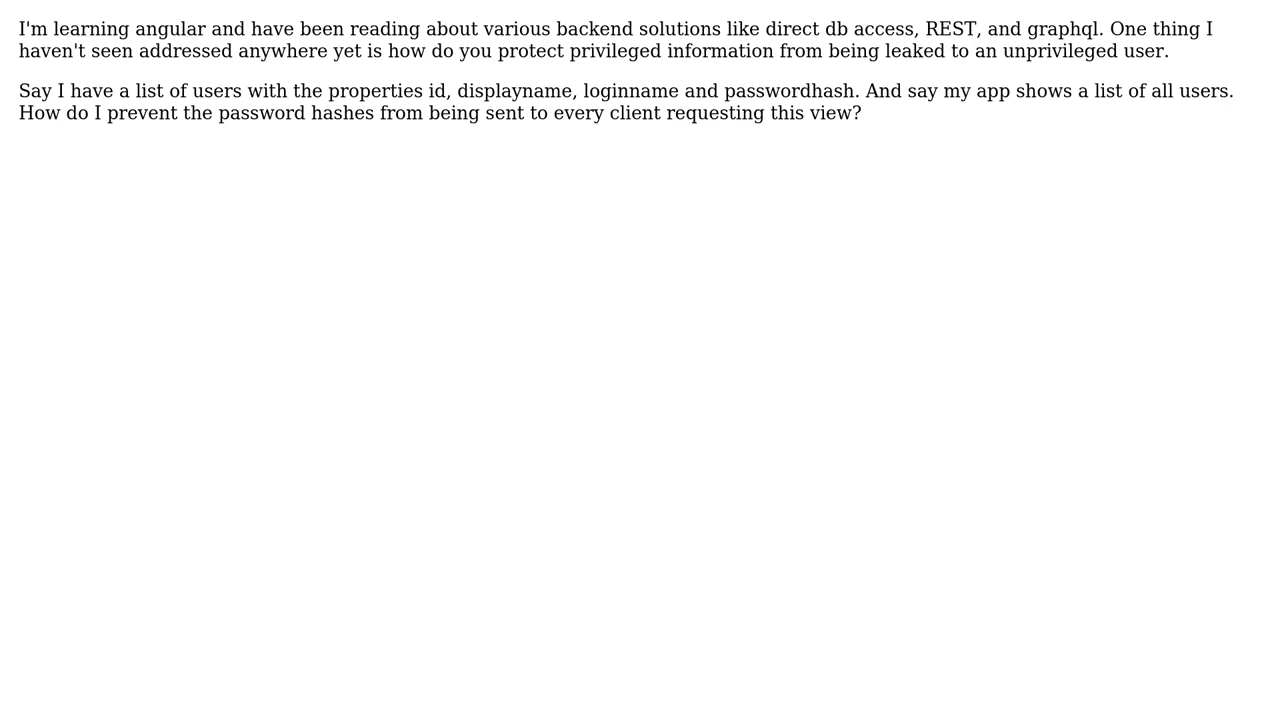 I'm learning angular and have been reading about various backend solutions like direct db access, REST, and graphql. One thing I
haven't seen addressed anywhere yet is how do you protect privileged information from being leaked to an unprivileged user.
Say I have a list of users with the properties id, displayname, loginname and passwordhash. And say my app shows a list of all users.
How do I prevent the password hashes from being sent to every client requesting this view?